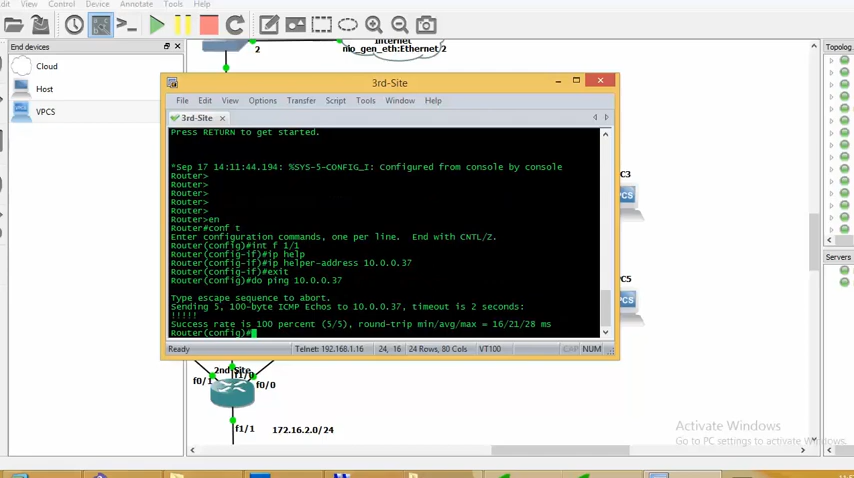 dit View Control Device Annotate Tools Help
End devices
Cloud
Host
VPCS
2
Internet
nio_gen_eth:Ethernet 2
Topolog
3rd-Site
File Edit View Options Transfer Script Tools Window Help
3rd-Site
Press RETURN to get started.
*Sep 17 14:11:44.194: %SYS-5-CONFIG_I: Configured from console by console
Router>
Router>
Router>
Router>
Router>
Router>en
Router#conf t
Enter configuration commands, one per line.  End with CNTL/Z.
Router(config)#int f 1/1
Router(config-if)#ip help
Router(config-if)#ip helper-address 10.0.0.37
Router(config-if)#exit
Router(config)#do ping 10.0.0.37
Type escape sequence to abort.
Sending 5, 100-byte ICMP Echos to 10.0.0.37, timeout is 2 seconds:
!!!!!
Success rate is 100 percent (5/5), round-trip min/avg/max = 16/21/28 ms
Router(config)#
Ready Telnet: 192.168.1.16 24, 16 24 Rows, 80 Cols VT100 CAP NUM
C3
PCS
C5
PCS
Servers
2nd-Site
f1/0
f0/1
f0/0
f1/1
172.16.2.0/24
Activate Windows
Go to PC settings to activate Windows.